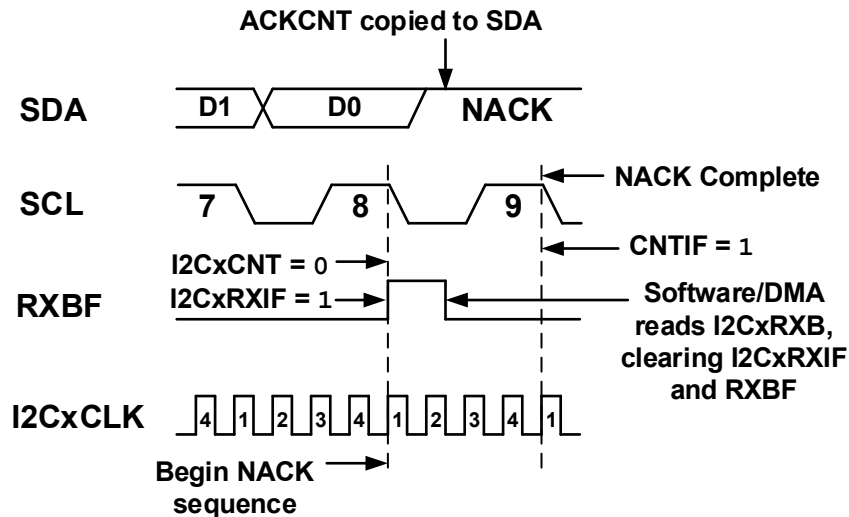 ACKCNT copied to SDA
SDA
D1
D0
NACK
SCL
7
8
9
NACK Complete
I2CxCNT = 0
CNTIF = 1
RXBF
I2CxRXIF = 1
Software/DMA
reads I2CxRXB,
clearing I2CxRXIF
and RXBF
I2CxCLK
4 1 2 3 4 1 2 3 4 1
Begin NACK
sequence